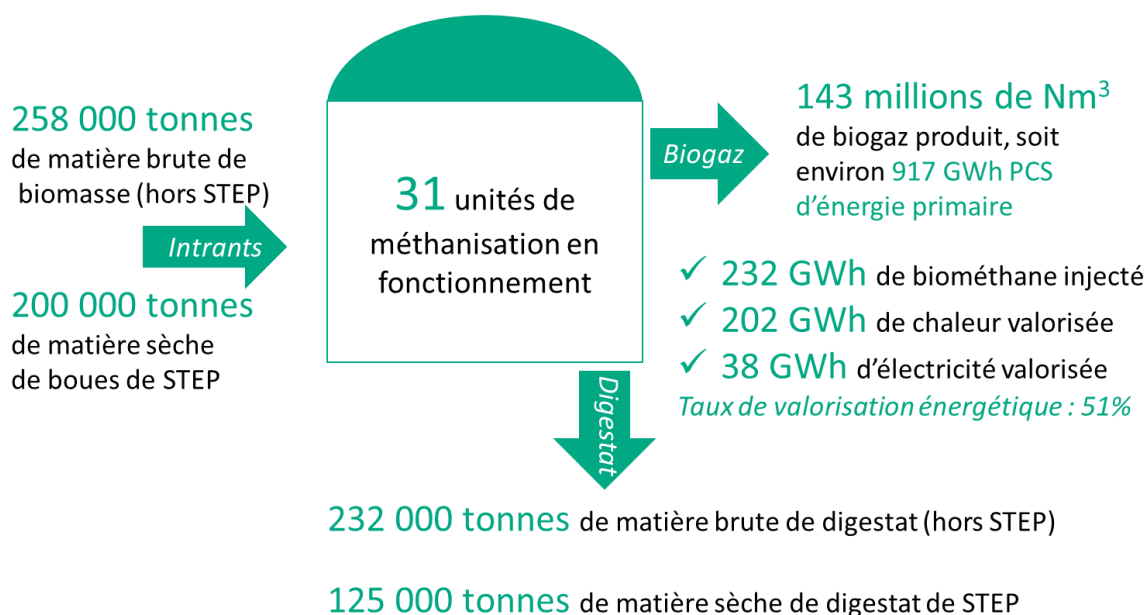 258 000 tonnes
de matière brute de
biomasse (hors STEP)
Intrants
200 000 tonnes
de matière sèche
de boues de STEP
31 unités de
méthanisation en
fonctionnement
Biogaz
143 millions de Nm³
de biogaz produit, soit
environ 917 GWh PCS
d'énergie primaire
✓ 232 GWh de biométhane injecté
✓ 202 GWh de chaleur valorisée
✓ 38 GWh d'électricité valorisée
Taux de valorisation énergétique : 51%
Digestat
232 000 tonnes de matière brute de digestat (hors STEP)
125 000 tonnes de matière sèche de digestat de STEP